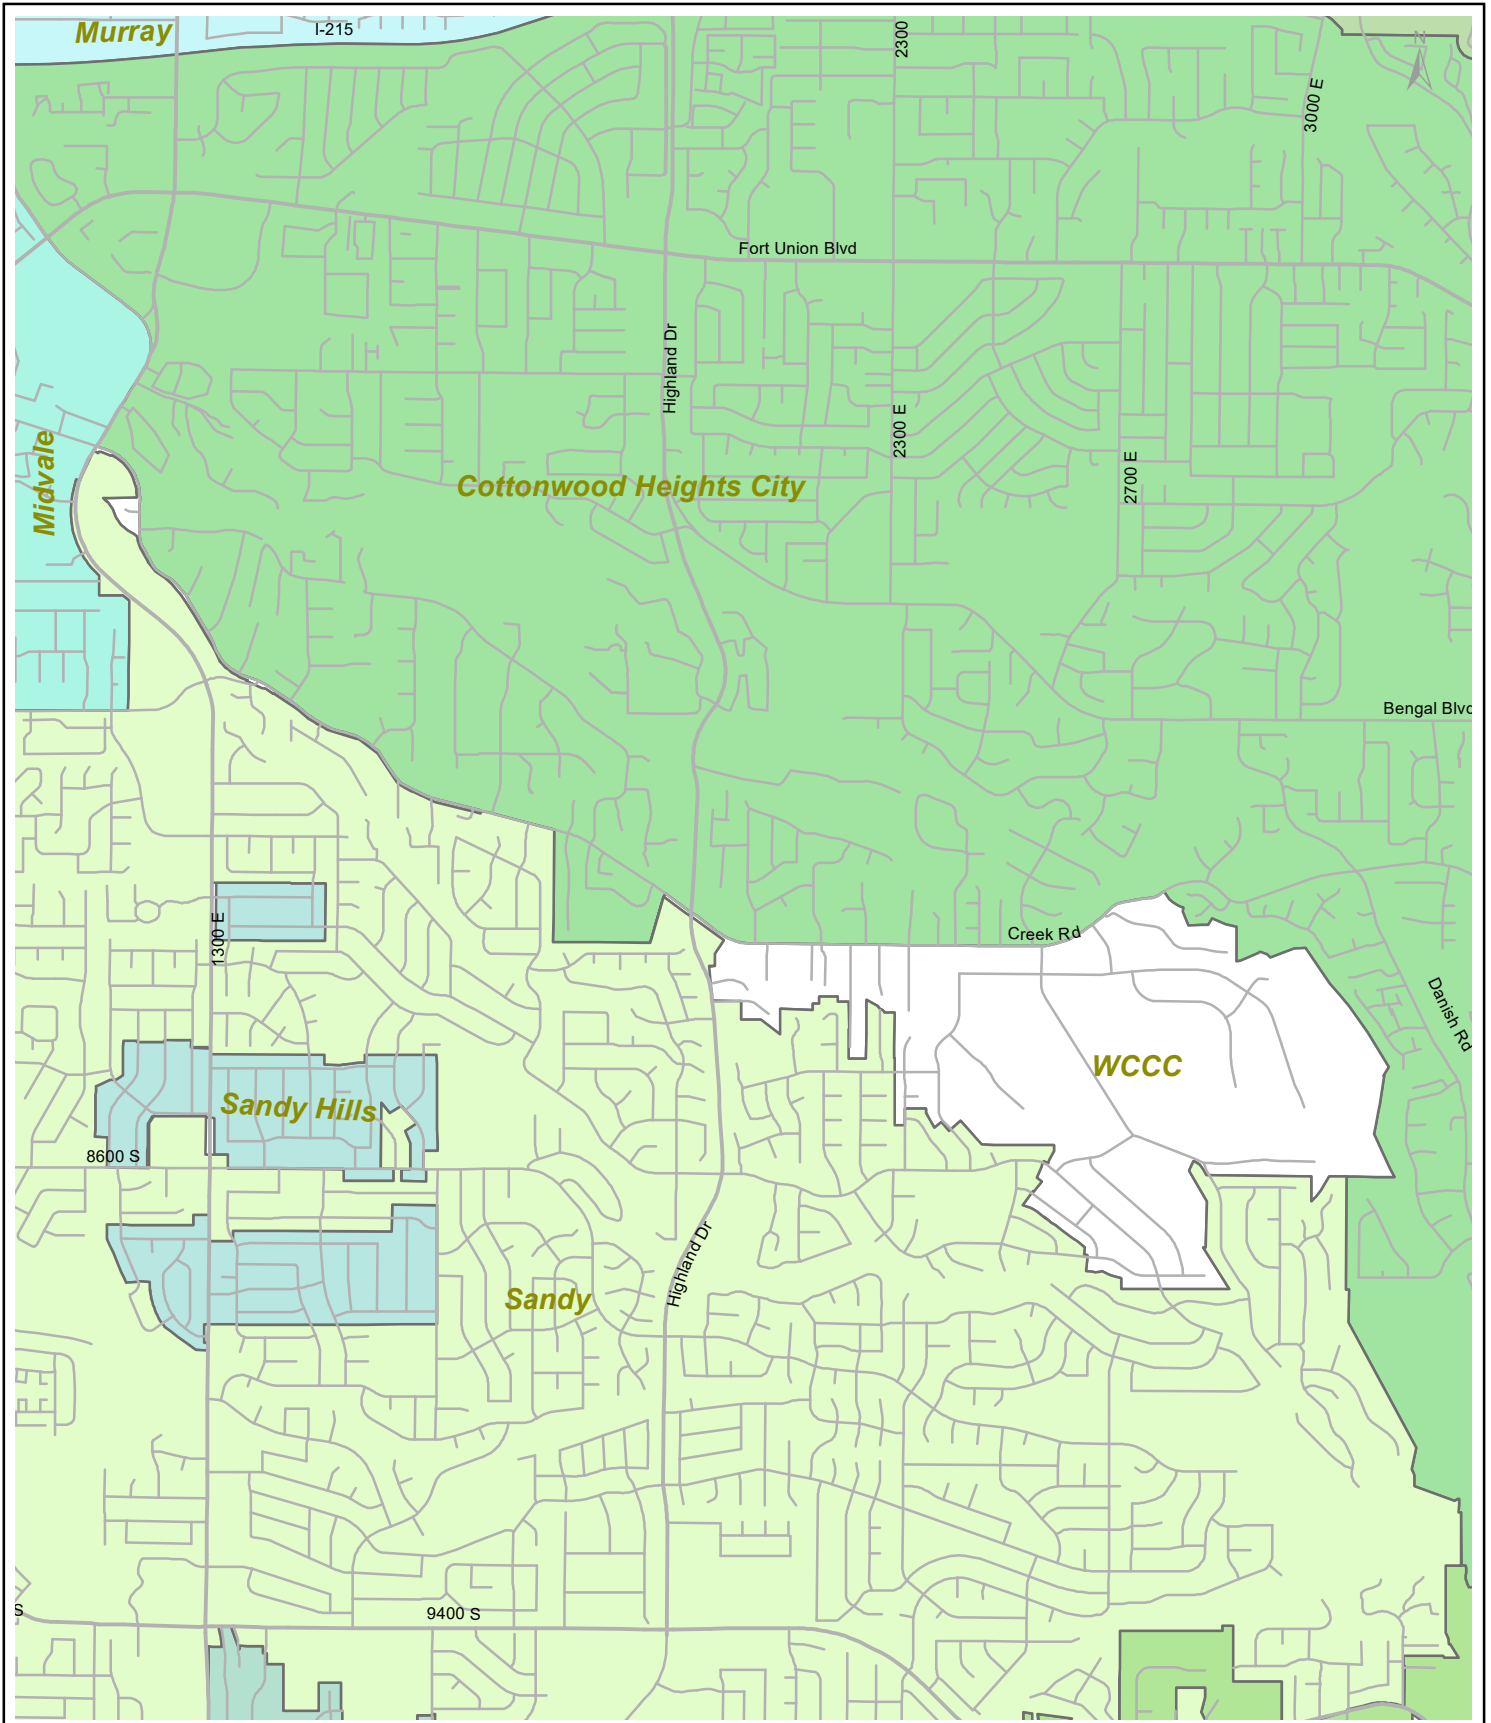 Murray
I-215
2300
N
3000 E
Fort Union Blvd
Highland Dr
2300 E
2700 E
Midvale
Cottonwood Heights City
Bengal Blvd
1300 E
Creek Rd
Danish Rd
WCCC
Sandy Hills
8600 S
Highland Dr
Sandy
S
9400 S